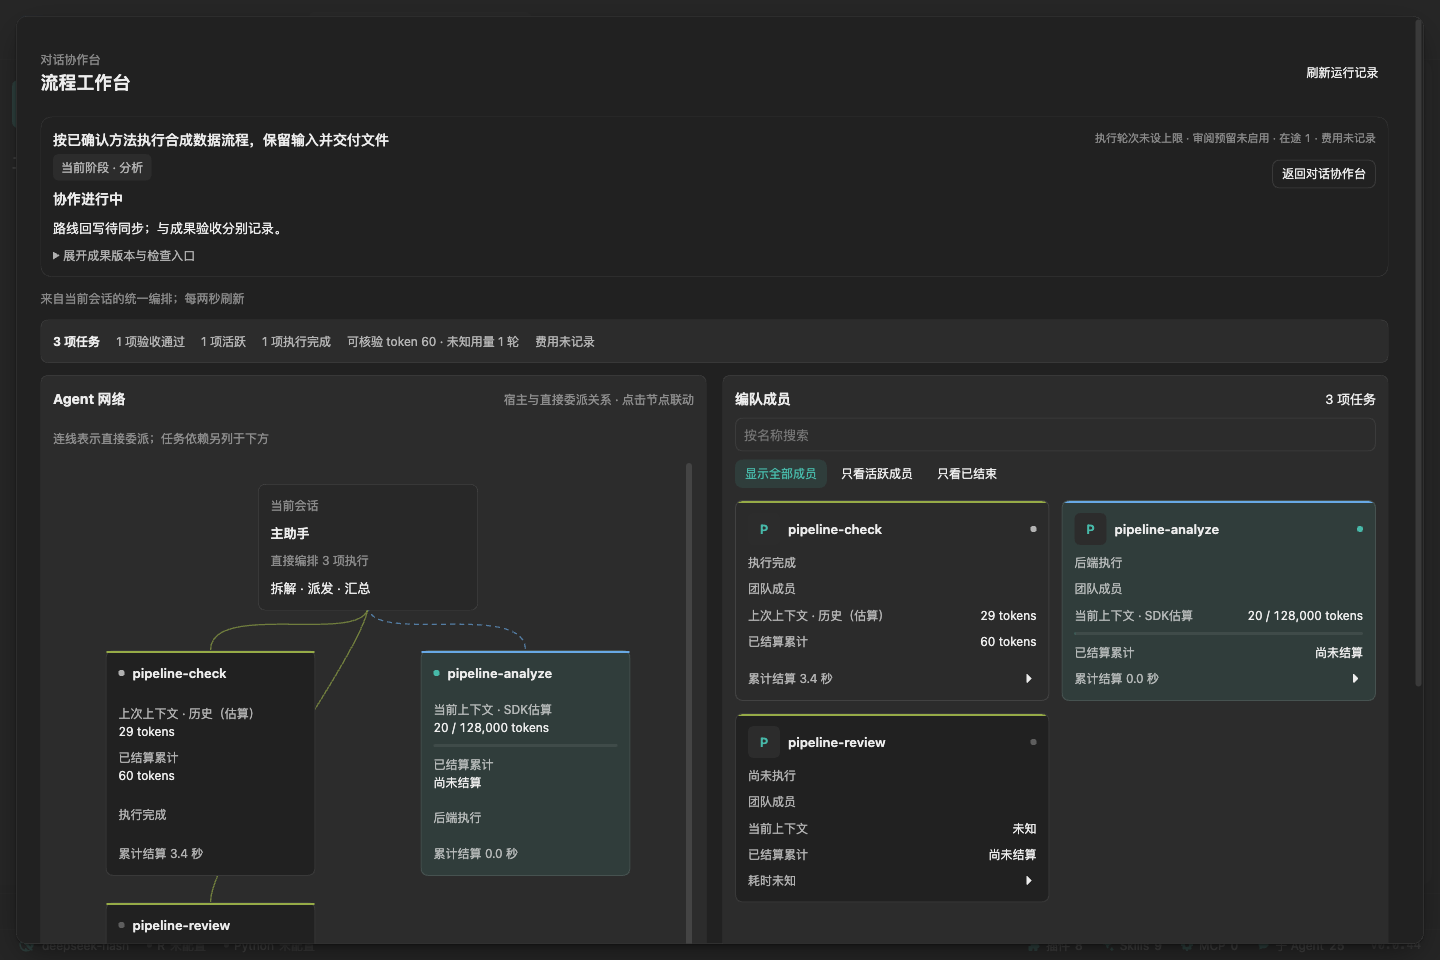 对话协作台
流程工作台
刷新运行记录
按已确认方法执行合成数据流程，保留输入并交付文件
执行轮次未设上限 · 审阅预留未启用 · 在途 1 · 费用未记录
当前阶段 · 分析
返回对话协作台
协作进行中
路线回写待同步；与成果验收分别记录。
展开成果版本与检查入口
来自当前会话的统一编排；每两秒刷新
3 项任务 1 项验收通过 1 项活跃 1 项执行完成 可核验 token 60 · 未知用量 1 轮 费用未记录
Agent 网络
宿主与直接委派关系 · 点击节点联动
连线表示直接委派；任务依赖另列于下方
当前会话
主助手
直接编排 3 项执行
拆解 · 派发 · 汇总
pipeline-check
上次上下文 · 历史（估算）
29 tokens
已结算累计
60 tokens
执行完成
累计结算 3.4 秒
pipeline-analyze
当前上下文 · SDK估算
20 / 128,000 tokens
已结算累计
尚未结算
后端执行
累计结算 0.0 秒
pipeline-review
编队成员
3 项任务
按名称搜索
显示全部成员 只看活跃成员 只看已结束
P pipeline-check
执行完成
团队成员
上次上下文 · 历史（估算） 29 tokens
已结算累计 60 tokens
累计结算 3.4 秒
P pipeline-analyze
后端执行
团队成员
当前上下文 · SDK估算 20 / 128,000 tokens
已结算累计 尚未结算
累计结算 0.0 秒
P pipeline-review
尚未执行
团队成员
当前上下文 未知
已结算累计 尚未结算
耗时未知